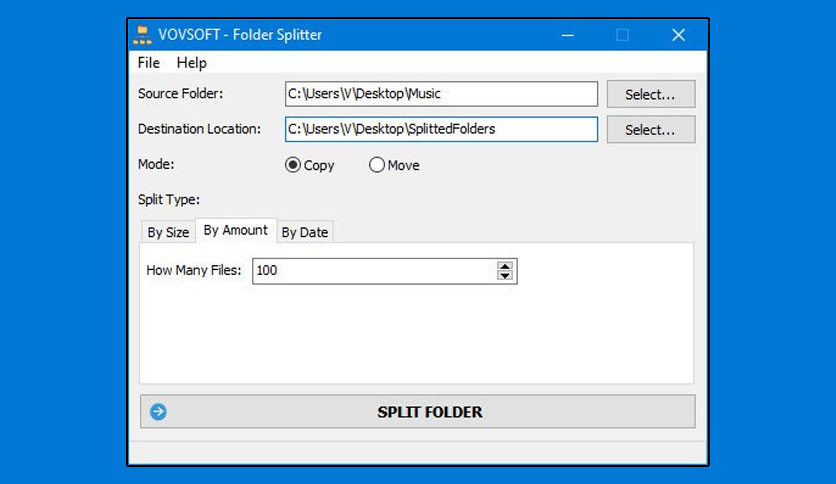 VOVSOFT - Folder Splitter
File Help
Source Folder: C:\Users\V\Desktop\Music Select...
Destination Location: C:\Users\V\Desktop\SplittedFolders Select...
Mode: Copy Move
Split Type:
By Size By Amount By Date
How Many Files: 100
SPLIT FOLDER